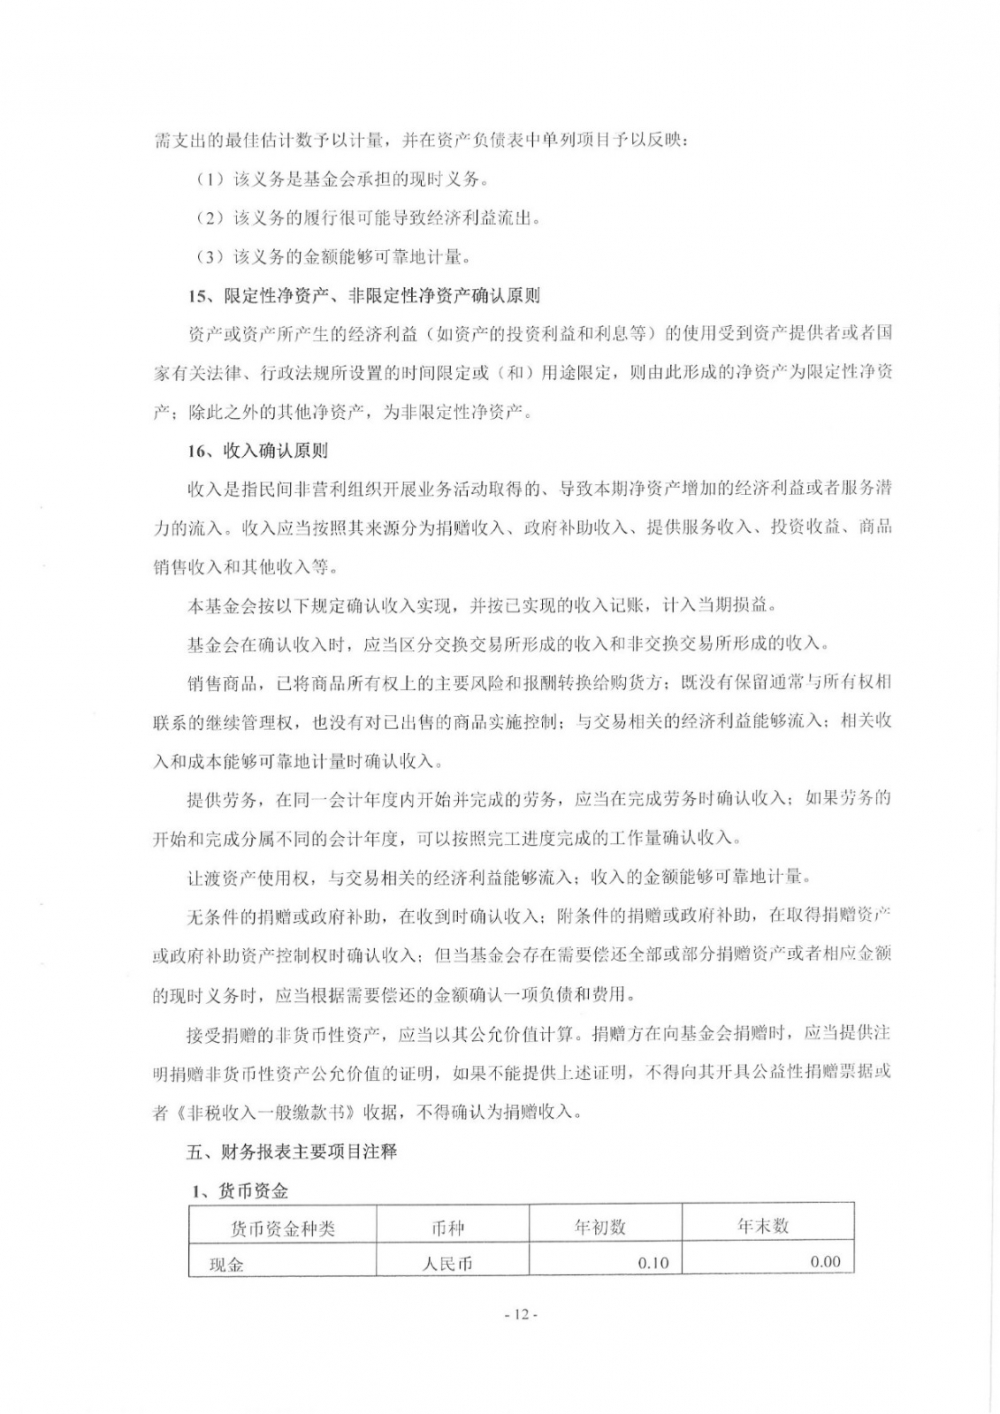 需支出的最佳估计数予以计量，并在资产负债表中单列项目予以反映：
（1）该义务是基金会承担的现时义务。
（2）该义务的履行很可能导致经济利益流出。
（3）该义务的金额能够可靠地计量。
15、限定性净资产、非限定性净资产确认原则
资产或资产所产生的经济利益（如资产的投资利益和利息等）的使用受到资产提供者或者国
家有关法律、行政法规所设置的时间限定或（和）用途限定，则由此形成的净资产为限定性净资
产；除此之外的其他净资产，为非限定性净资产。
16、收入确认原则
收入是指民间非营利组织开展业务活动取得的、导致本期净资产增加的经济利益或者服务潜
力的流入。收入应当按照其来源分为捐赠收入、政府补助收入、提供服务收入、投资收益、商品
销售收入和其他收入等。
本基金会按以下规定确认收入实现，并按已实现的收入记账，计入当期损益。
基金会在确认收入时，应当区分交换交易所形成的收入和非交换交易所形成的收入。
销售商品，已将商品所有权上的主要风险和报酬转换给购货方；既没有保留通常与所有权相
联系的继续管理权，也没有对已出售的商品实施控制；与交易相关的经济利益能够流入；相关收
入和成本能够可靠地计量时确认收入。
提供劳务，在同一会计年度内开始并完成的劳务，应当在完成劳务时确认收入；如果劳务的
开始和完成分属不同的会计年度，可以按照完工进度完成的工作量确认收入。
让渡资产使用权，与交易相关的经济利益能够流入；收入的金额能够可靠地计量。
无条件的捐赠或政府补助，在收到时确认收入；附条件的捐赠或政府补助，在取得捐赠资产
或政府补助资产控制权时确认收入；但当基金会存在需要偿还全部或部分捐赠资产或者相应金额
的现时义务时，应当根据需要偿还的金额确认一项负债和费用。
接受捐赠的非货币性资产，应当以其公允价值计算。捐赠方在向基金会捐赠时，应当提供注
明捐赠非货币性资产公允价值的证明，如果不能提供上述证明，不得向其开具公益性捐赠票据或
者《非税收入一般缴款书》收据，不得确认为捐赠收入。
五、财务报表主要项目注释
1、货币资金
货币资金种类 币种 年初数 年末数
现金 人民币 0.10 0.00
- 12 -